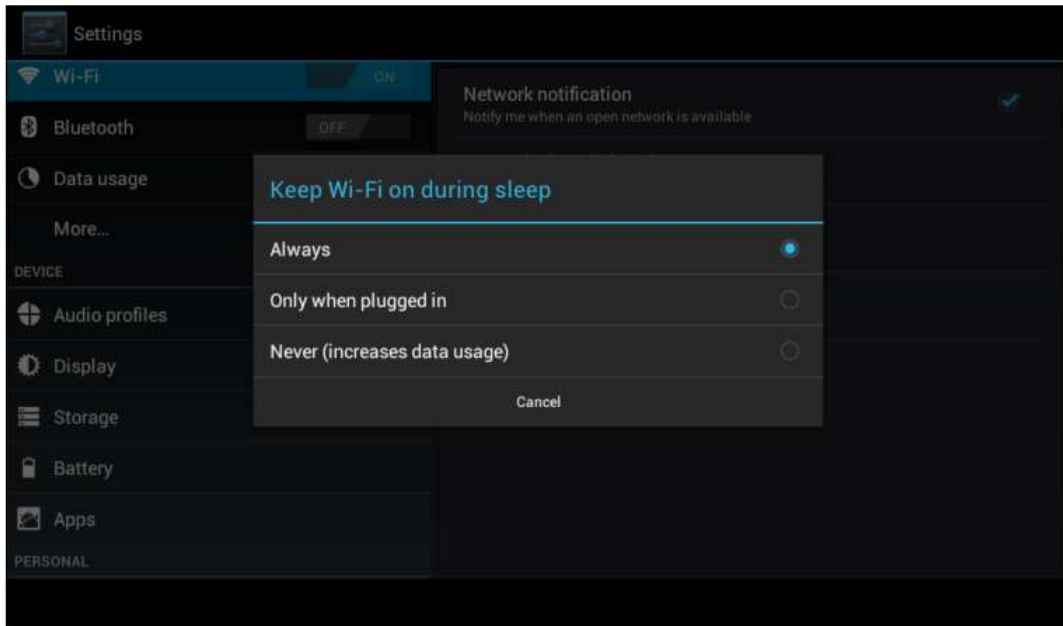 Settings
Wi-Fi
ON
Network notification
Notify me when an open network is available
Bluetooth
OFF
Data usage
More...
DEVICE
Audio profiles
Display
Storage
Battery
Apps
PERSONAL
Keep Wi-Fi on during sleep
Always
Only when plugged in
Never (increases data usage)
Cancel